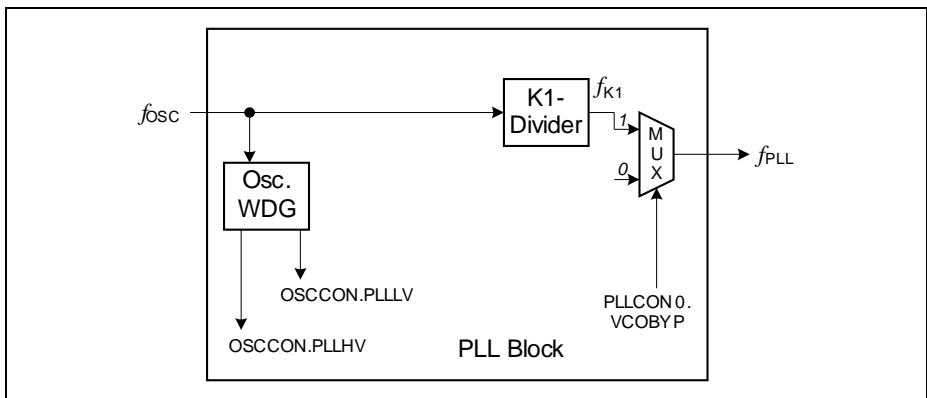 fOSC
K1-
Divider
fK1
1
0
M
U
X
fPLL
Osc.
WDG
OSCCON.PLLLV
OSCCON.PLLHV
PLLCON0.
VCOBYP
PLL Block